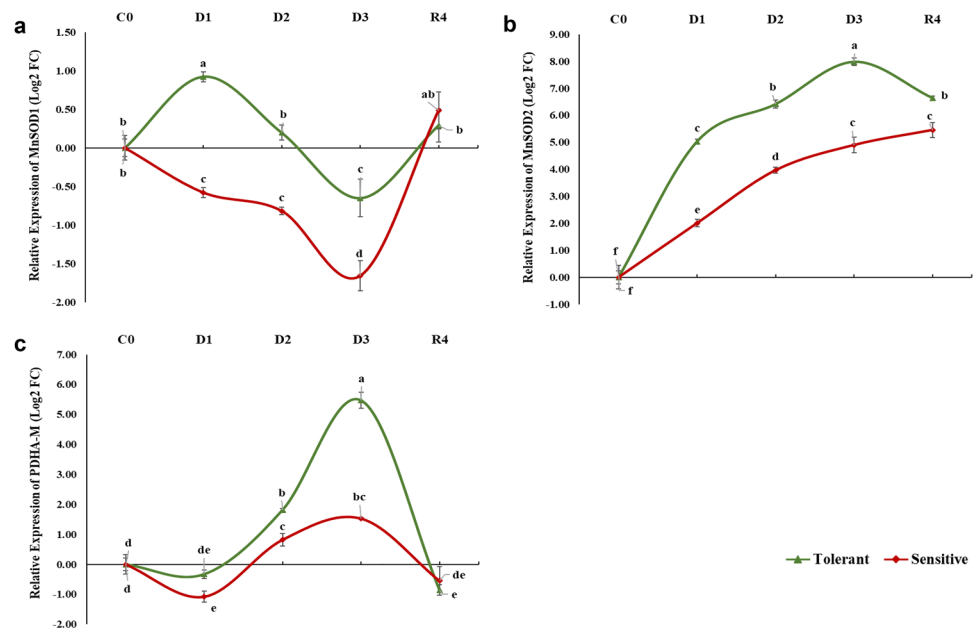 a
C0 D1 D2 D3 R4
Relative Expression of MnSOD1 (Log2 FC)
1.50
1.00
0.50
0.00
-0.50
-1.00
-1.50
-2.00
b
b
a
c
b
c
c
d
ab
b
b
C0 D1 D2 D3 R4
Relative Expression of MnSOD2 (Log2 FC)
9.00
8.00
7.00
6.00
5.00
4.00
3.00
2.00
1.00
0.00
-1.00
f
f
c
e
b
d
a
c
b
c
c
C0 D1 D2 D3 R4
Relative Expression of PDHA-M (Log2 FC)
7.00
6.00
5.00
4.00
3.00
2.00
1.00
0.00
-1.00
-2.00
d
d
de
e
b
c
a
bc
de
e
Tolerant Sensitive